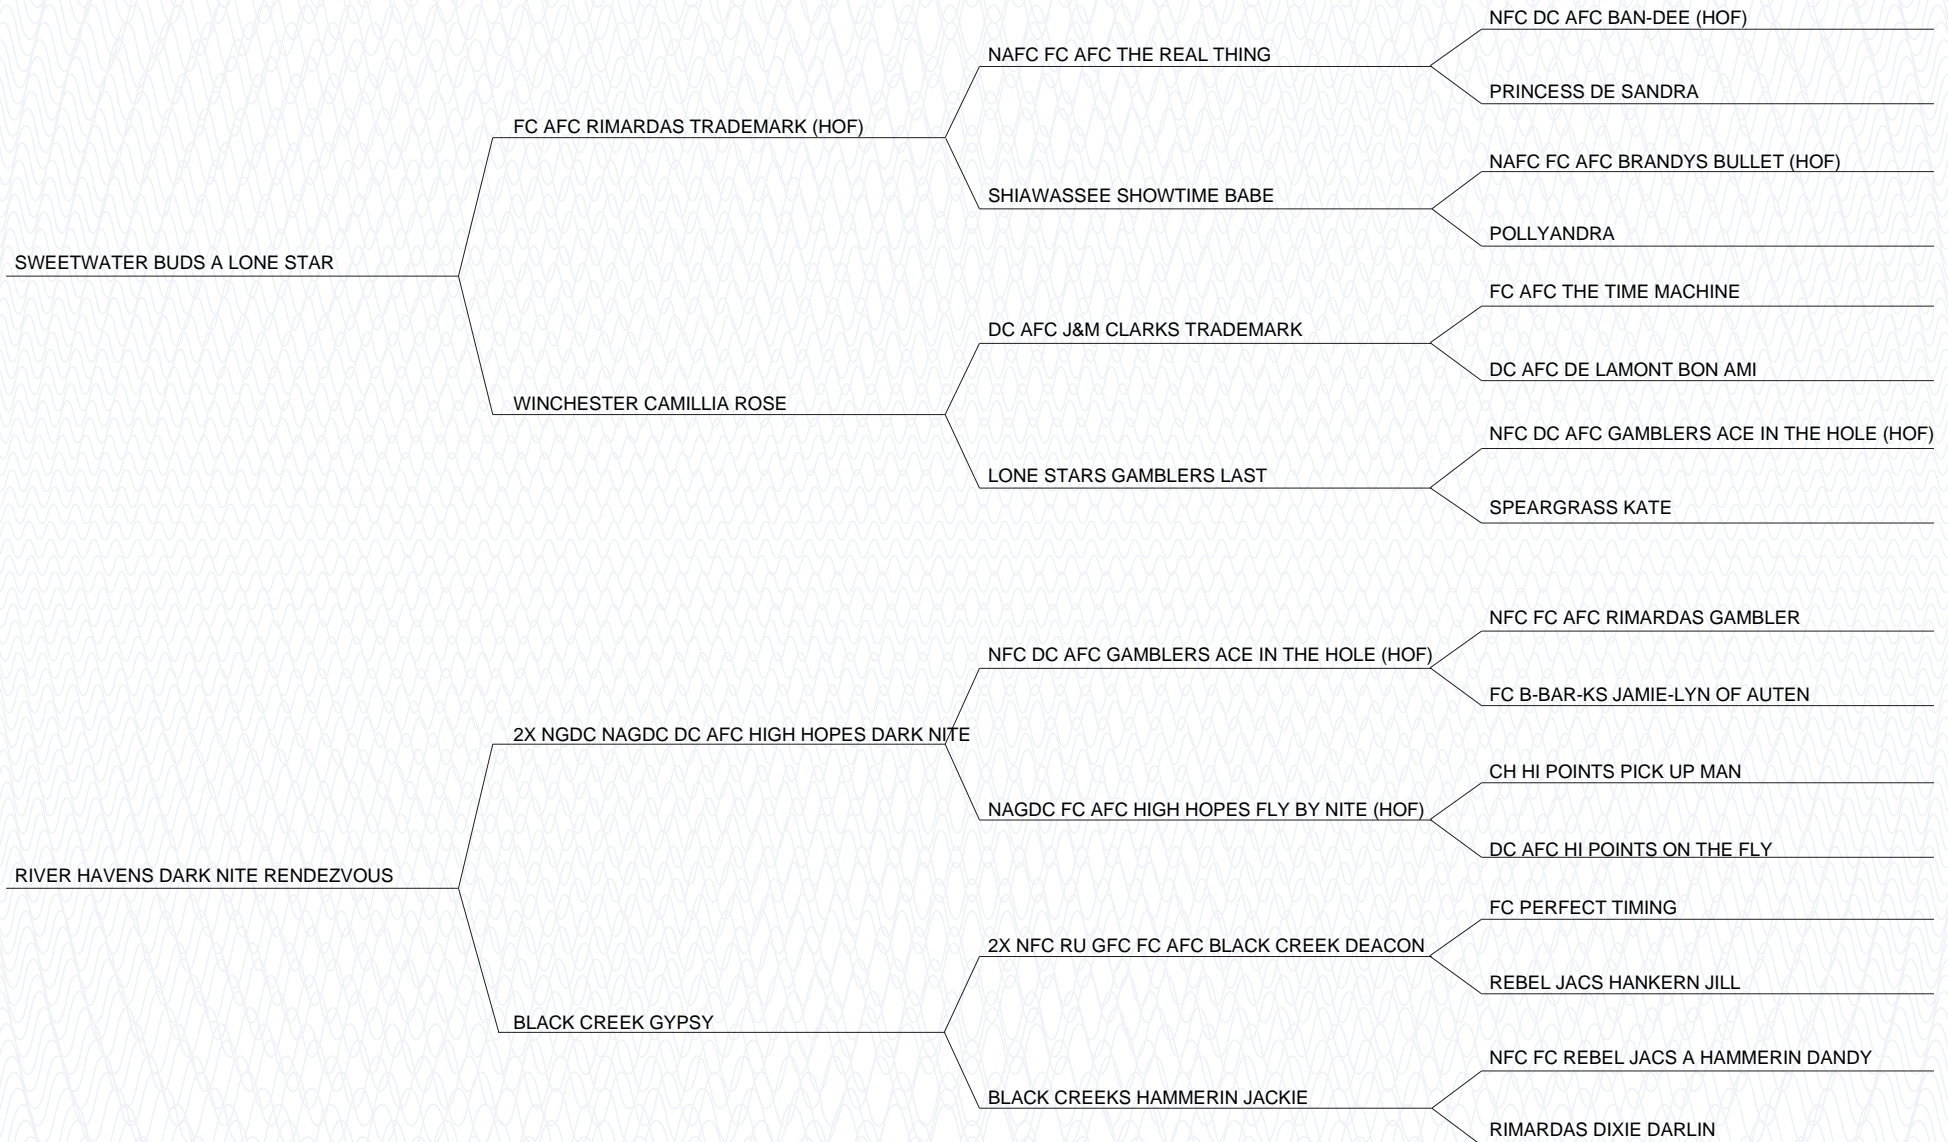 NFC DC AFC BAN-DEE (HOF)
NAFC FC AFC THE REAL THING
PRINCESS DE SANDRA
FC AFC RIMARDAS TRADEMARK (HOF)
NAFC FC AFC BRANDYS BULLET (HOF)
SHIAWASSEE SHOWTIME BABE
POLLYANDRA
SWEETWATER BUDS A LONE STAR
FC AFC THE TIME MACHINE
DC AFC J&M CLARKS TRADEMARK
DC AFC DE LAMONT BON AMI
WINCHESTER CAMILLIA ROSE
NFC DC AFC GAMBLERS ACE IN THE HOLE (HOF)
LONE STARS GAMBLERS LAST
SPEARGRASS KATE
NFC FC AFC RIMARDAS GAMBLER
NFC DC AFC GAMBLERS ACE IN THE HOLE (HOF)
FC B-BAR-KS JAMIE-LYN OF AUTEN
2X NGDC NAGDC DC AFC HIGH HOPES DARK NITE
CH HI POINTS PICK UP MAN
NAGDC FC AFC HIGH HOPES FLY BY NITE (HOF)
DC AFC HI POINTS ON THE FLY
RIVER HAVENS DARK NITE RENDEZVOUS
FC PERFECT TIMING
2X NFC RU GFC FC AFC BLACK CREEK DEACON
REBEL JACS HANKERN JILL
BLACK CREEK GYPSY
NFC FC REBEL JACS A HAMMERIN DANDY
BLACK CREEKS HAMMERIN JACKIE
RIMARDAS DIXIE DARLIN